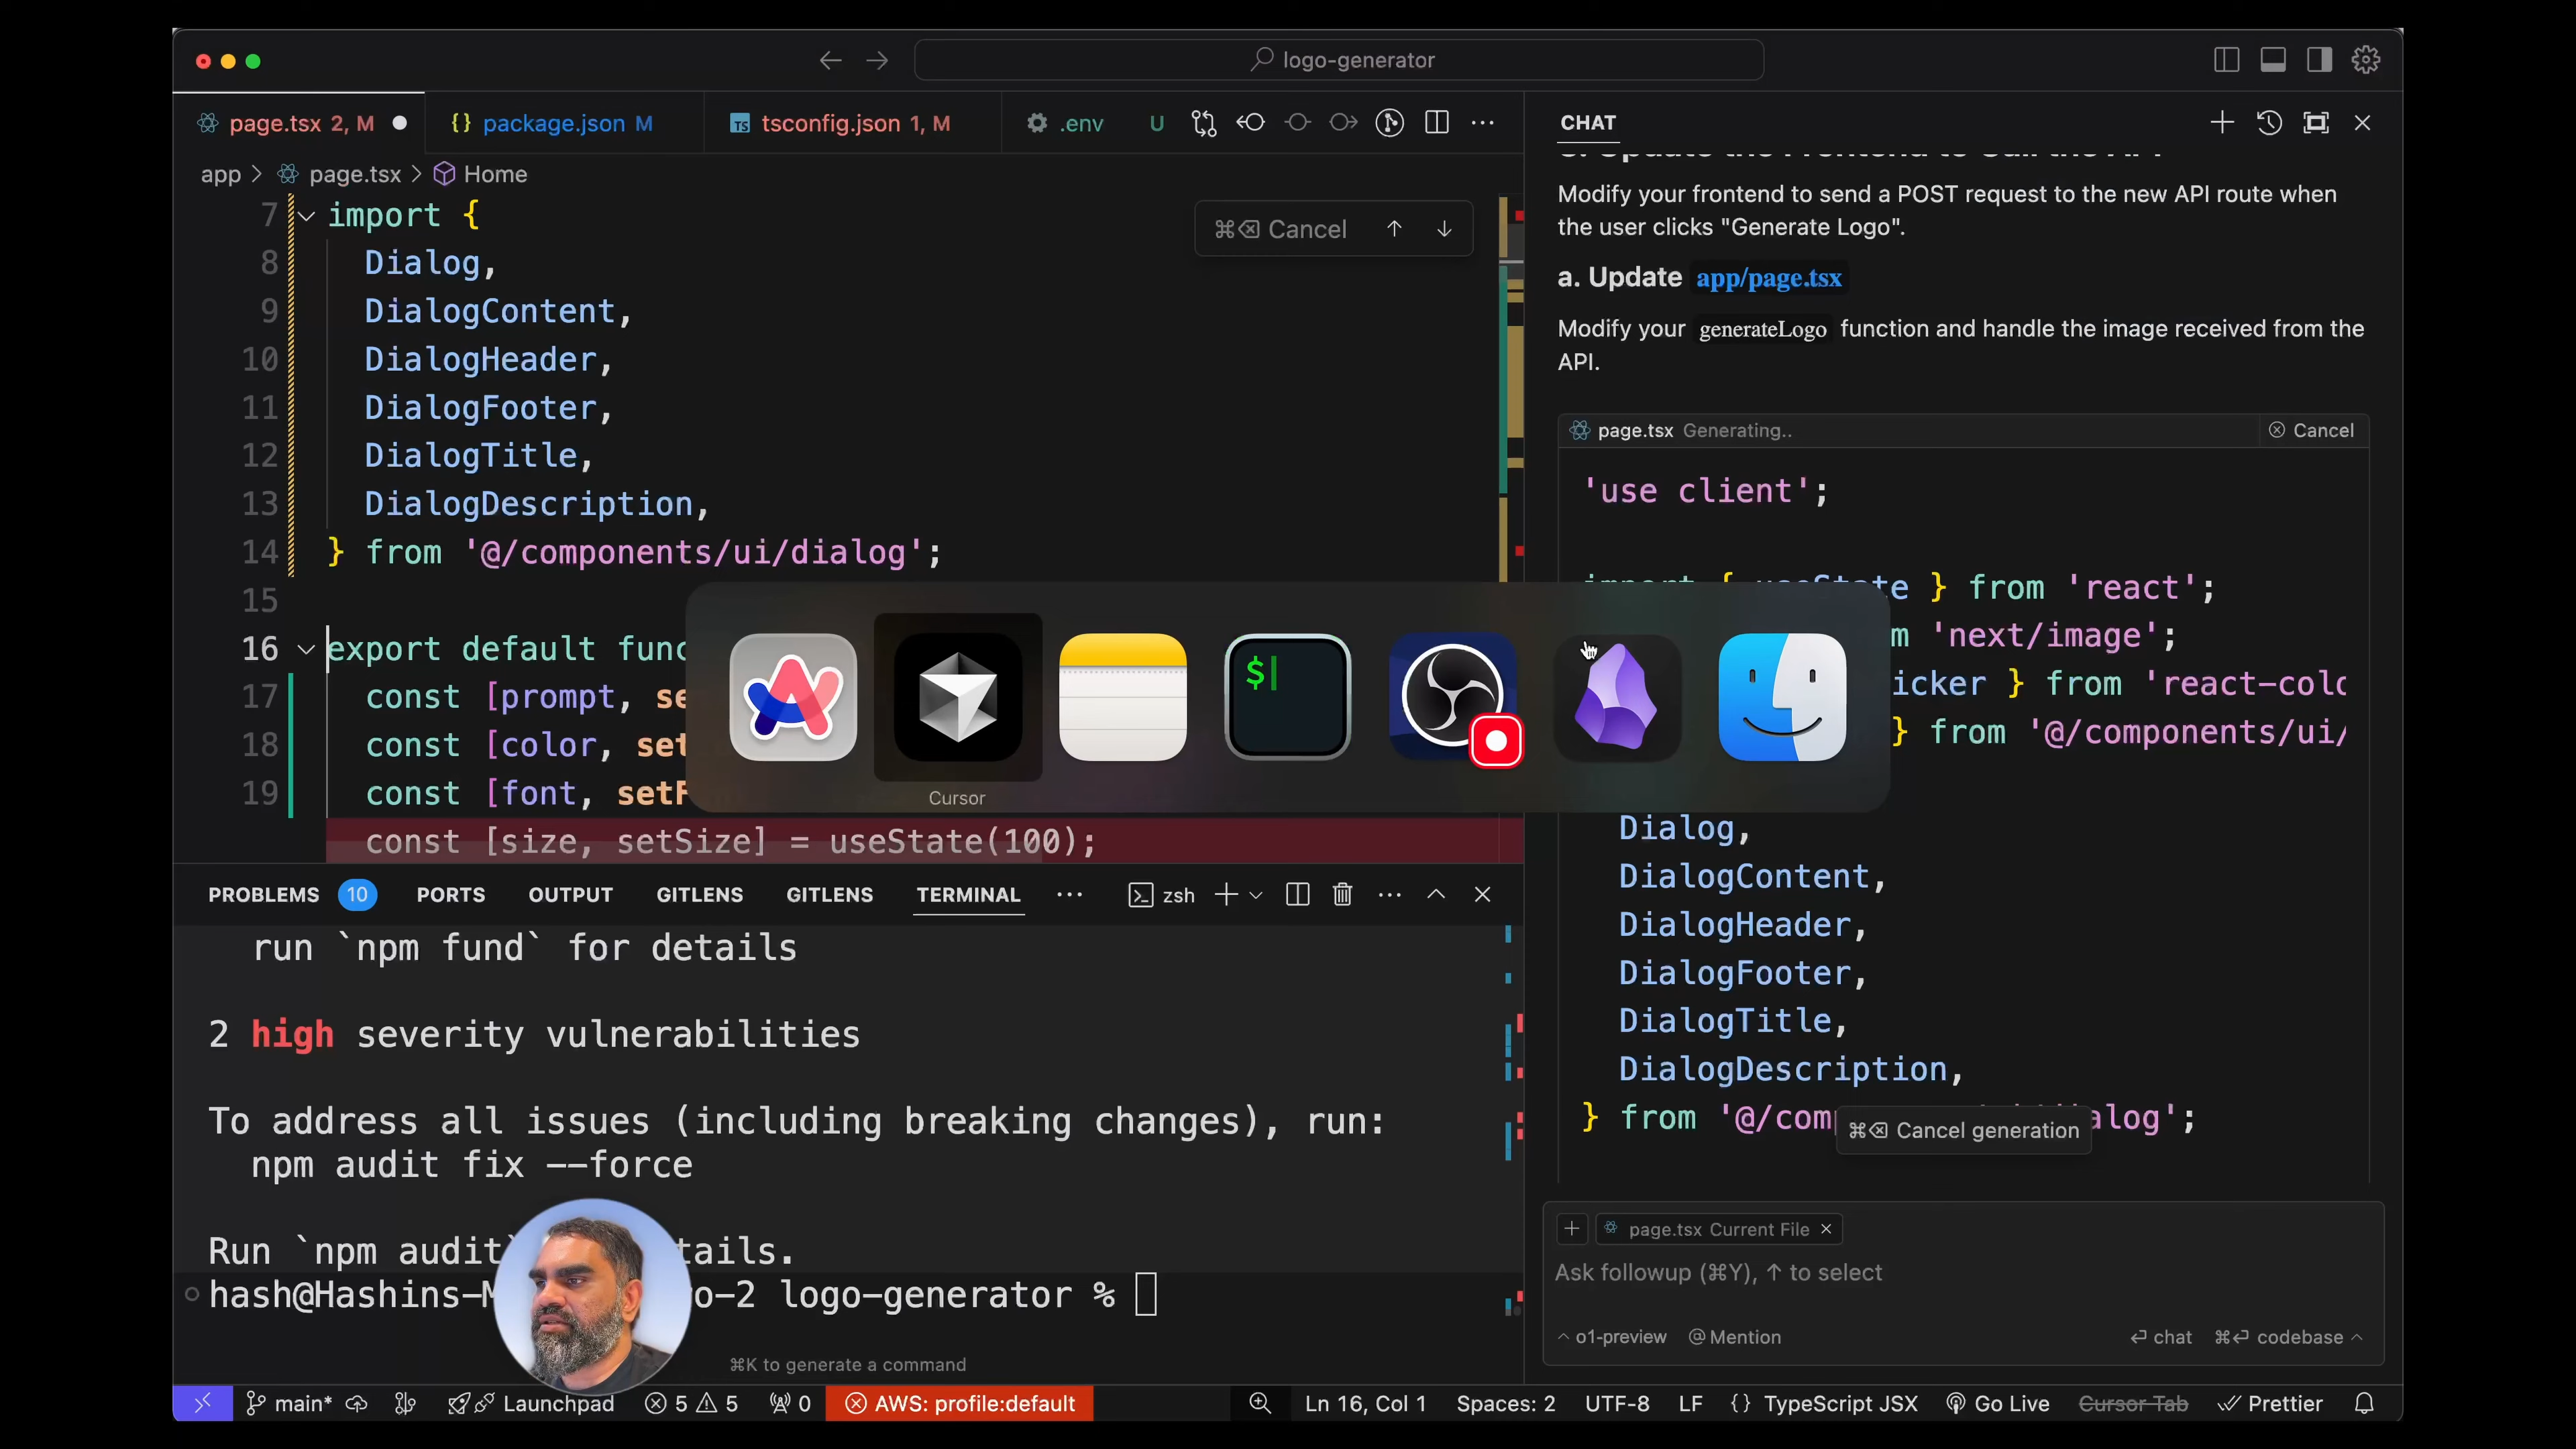 logo-generator
page.tsx 2, M
package.json M
tsconfig.json 1, M
.env U
app > page.tsx > Home
7 import {
8 Dialog,
9 DialogContent,
10 DialogHeader,
11 DialogFooter,
12 DialogTitle,
13 DialogDescription,
14 } from '@/components/ui/dialog';
15
16 export default func
17 const [prompt, se
18 const [color, set
19 const [font, setF
const [size, setSize] = useState(100);
Cancel
Cursor
$
PROBLEMS 10 PORTS OUTPUT GITLENS GITLENS TERMINAL
zsh
run `npm fund` for details
2 high severity vulnerabilities
To address all issues (including breaking changes), run:
npm audit fix --force
Run `npm audit` tails.
hash@Hashins-M o-2 logo-generator %
⌘K to generate a command
CHAT
Modify your frontend to send a POST request to the new API route when
the user clicks "Generate Logo".
a. Update app/page.tsx
Modify your generateLogo function and handle the image received from the
API.
page.tsx Generating.. Cancel
'use client';
import { useState } from 'react';
m 'next/image';
icker } from 'react-colo
} from '@/components/ui/
Dialog,
DialogContent,
DialogHeader,
DialogFooter,
DialogTitle,
DialogDescription,
} from '@/com alog';
Cancel generation
page.tsx Current File
Ask followup (⌘Y), ↑ to select
o1-preview @ Mention
chat ⌘ codebase
main* Launchpad 5 5 0 AWS: profile:default
Ln 16, Col 1 Spaces: 2 UTF-8 LF {} TypeScript JSX Go Live Cursor Tab Prettier